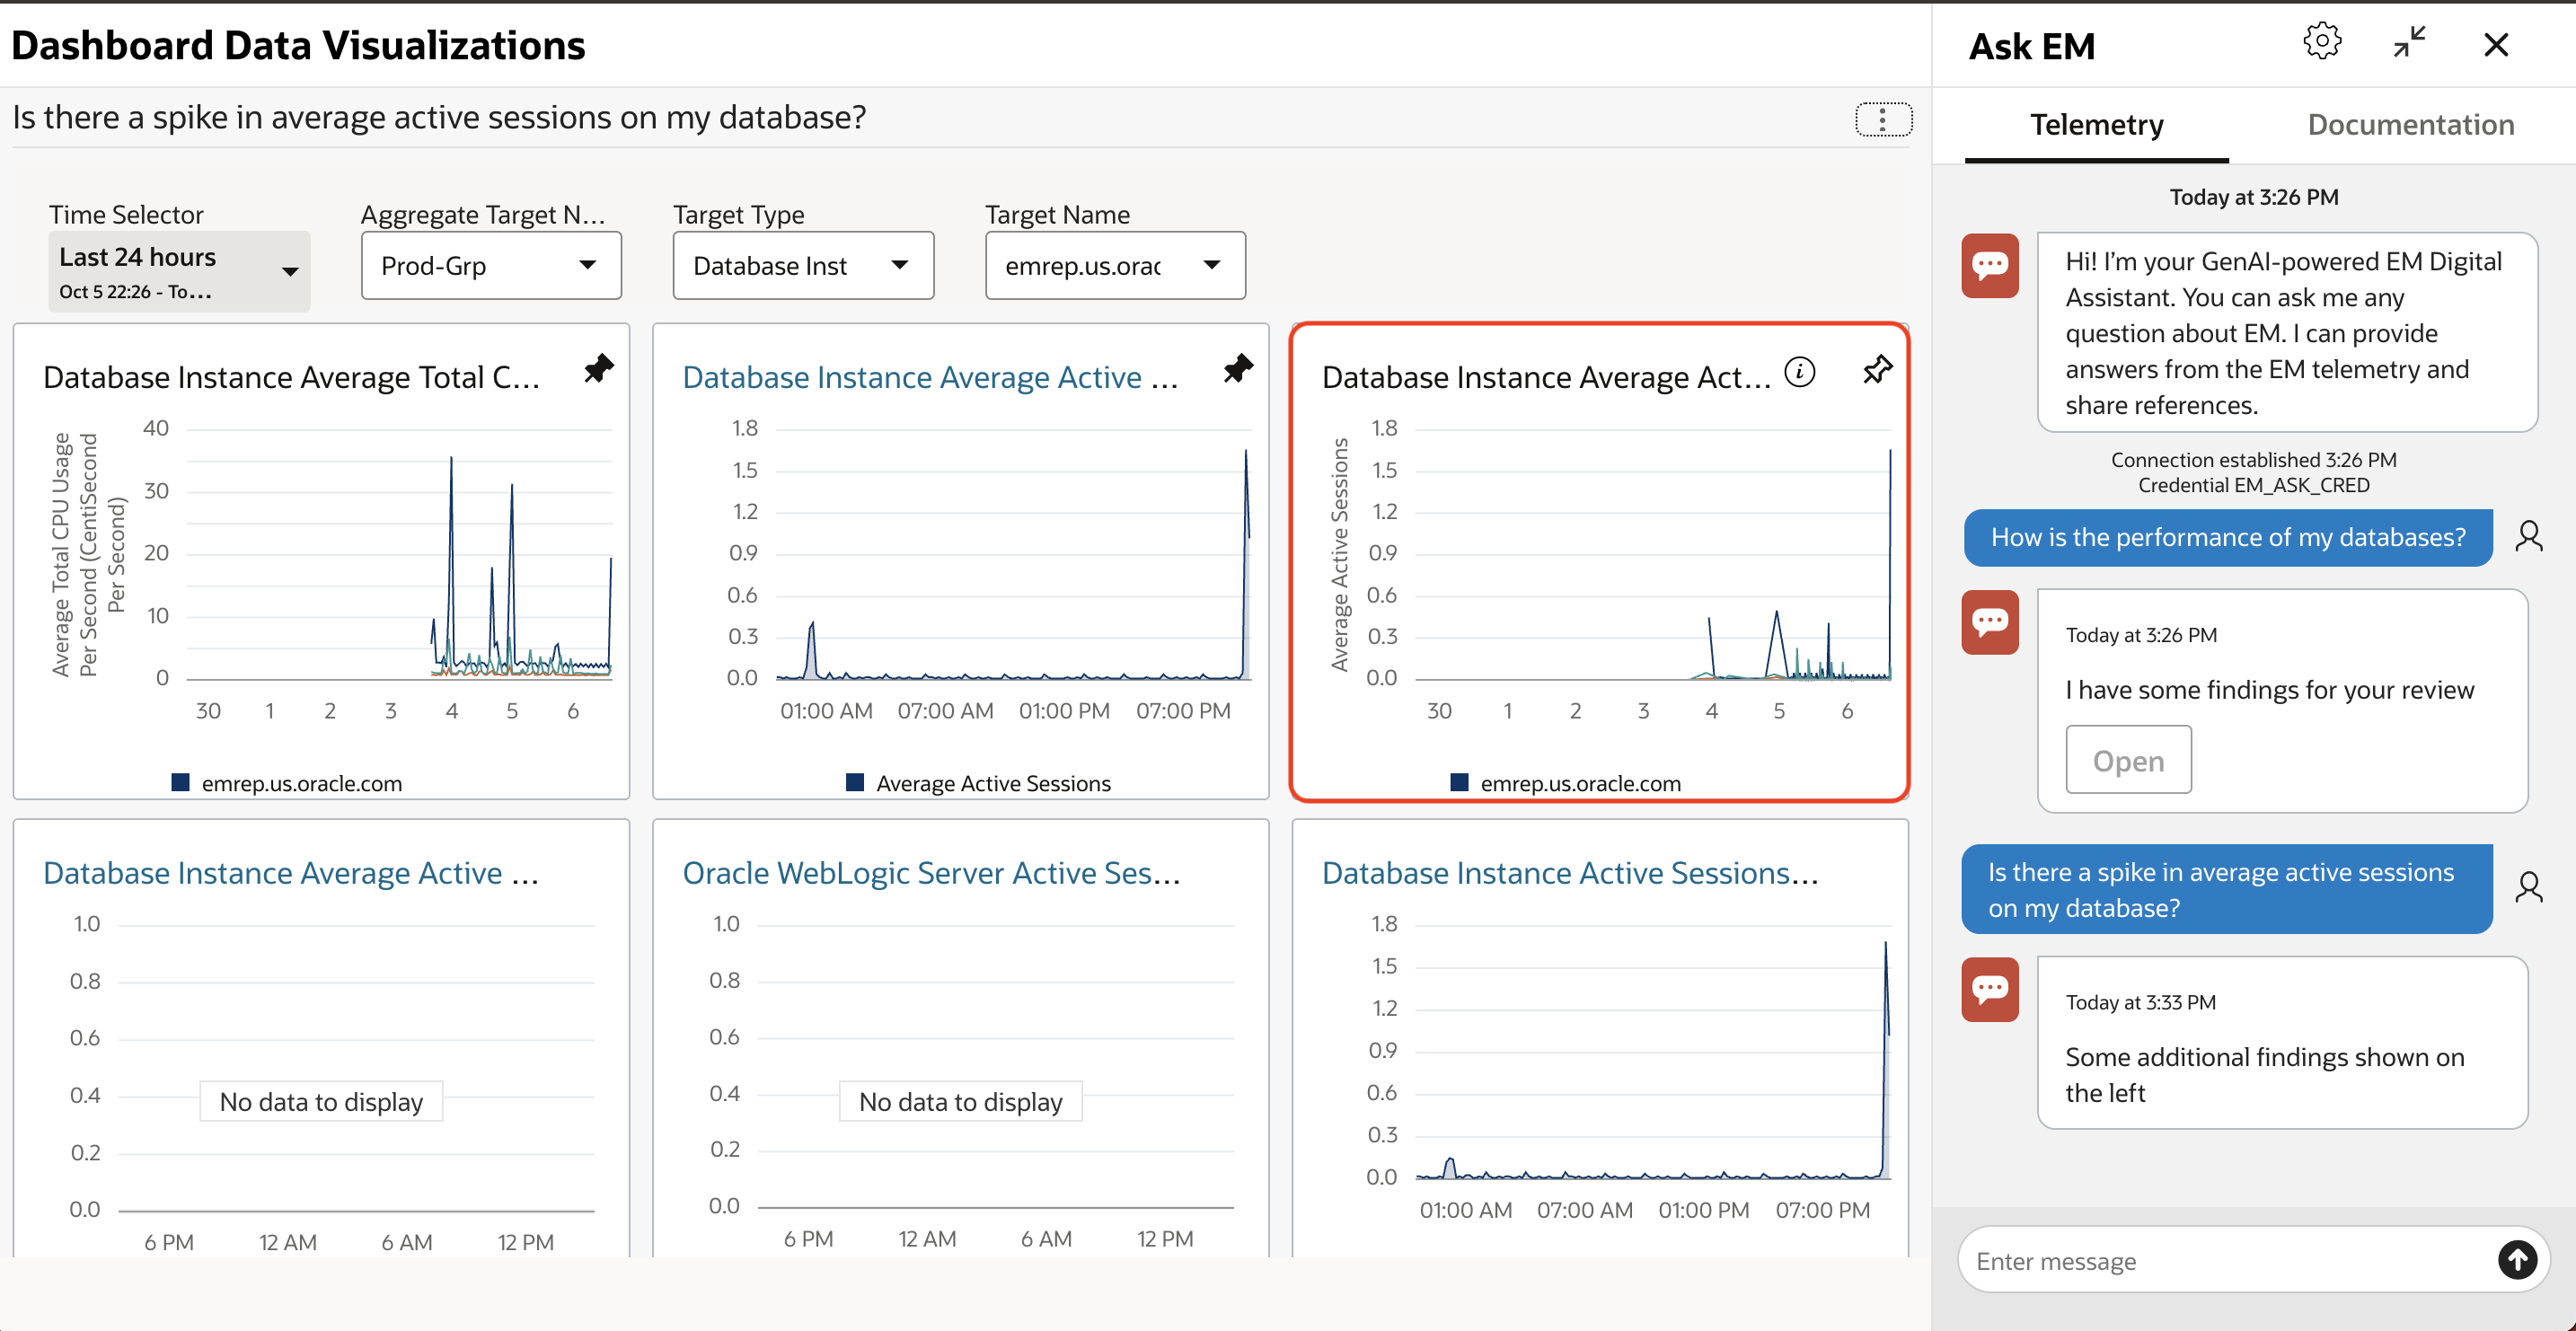 Dashboard Data Visualizations
Is there a spike in average active sessions on my database?
Time Selector
Last 24 hours
Oct 5 22:26 - To...
Aggregate Target N...
Prod-Grp
Target Type
Database Inst
Target Name
emrep.us.orac
Database Instance Average Total C...
Average Total CPU Usage
Per Second (CentiSecond
Per Second)
40
30
20
10
0
30 1 2 3 4 5 6
emrep.us.oracle.com
Database Instance Average Active ...
1.8
1.5
1.2
0.9
0.6
0.3
0.0
01:00 AM 07:00 AM 01:00 PM 07:00 PM
Average Active Sessions
Database Instance Average Act...
i
Average Active Sessions
1.8
1.5
1.2
0.9
0.6
0.3
0.0
30 1 2 3 4 5 6
emrep.us.oracle.com
Database Instance Average Active ...
1.0
0.8
0.6
0.4
0.2
0.0
No data to display
6 PM 12 AM 6 AM 12 PM
Oracle WebLogic Server Active Ses...
1.0
0.8
0.6
0.4
0.2
0.0
No data to display
6 PM 12 AM 6 AM 12 PM
Database Instance Active Sessions...
1.8
1.5
1.2
0.9
0.6
0.3
0.0
01:00 AM 07:00 AM 01:00 PM 07:00 PM
Ask EM
Telemetry Documentation
Today at 3:26 PM
Hi! I'm your GenAI-powered EM Digital
Assistant. You can ask me any
question about EM. I can provide
answers from the EM telemetry and
share references.
Connection established 3:26 PM
Credential EM_ASK_CRED
How is the performance of my databases?
Today at 3:26 PM
I have some findings for your review
Open
Is there a spike in average active sessions
on my database?
Today at 3:33 PM
Some additional findings shown on
the left
Enter message